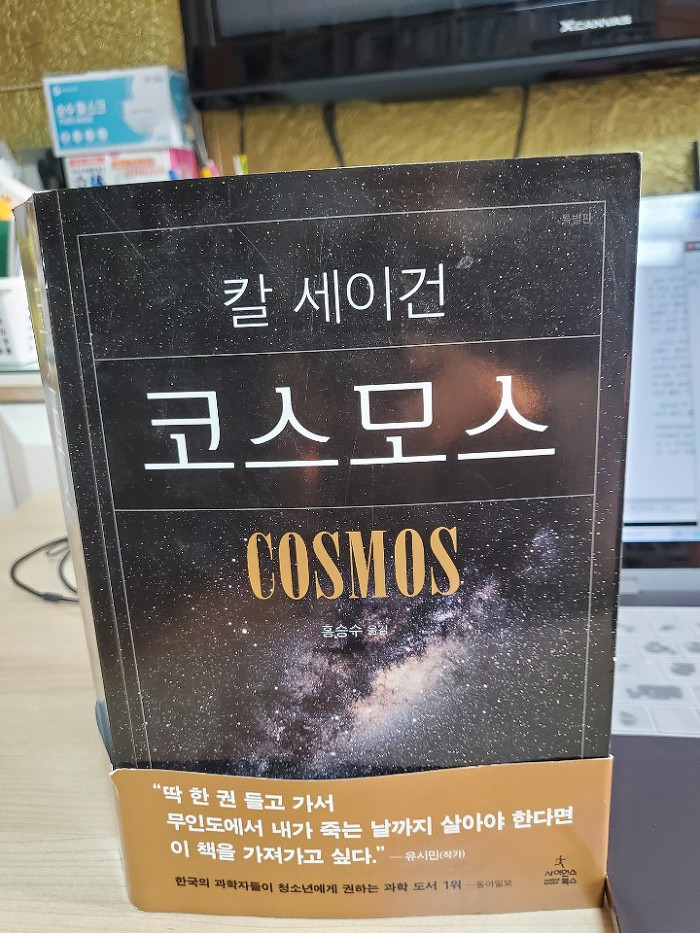 XCANVAS
특별판
칼 세이건
코스모스
COSMOS
홍승수 옮김
“딱 한 권 들고 가서
무인도에서 내가 죽는 날까지 살아야 한다면
이 책을 가져가고 싶다.” — 유시민(작가)
한국의 과학자들이 청소년에게 권하는 과학 도서 1위 —동아일보
사이언스
북스